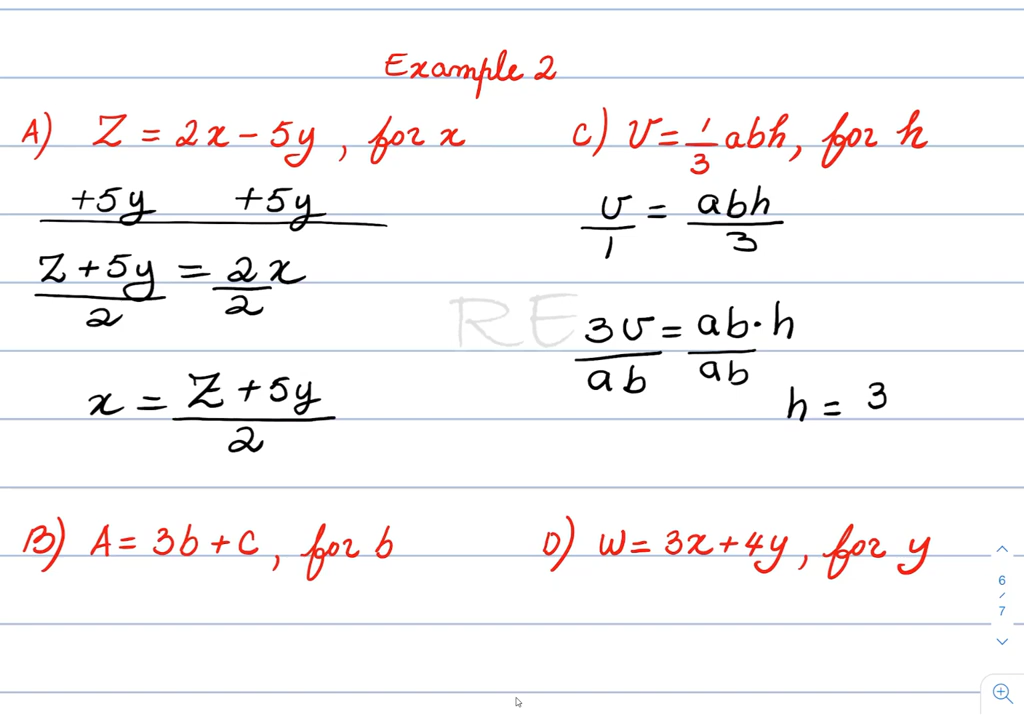 Example 2
A) Z = 2x - 5y, for x
+5y +5y
Z + 5y = 2x
2 2
x = Z + 5y
2
C) V = 1/3 abh, for h
V = abh
1 3
3V = ab·h
ab ab
h = 3
RE
B) A = 3b + C, for b
D) W = 3x + 4y, for y
6
/
7